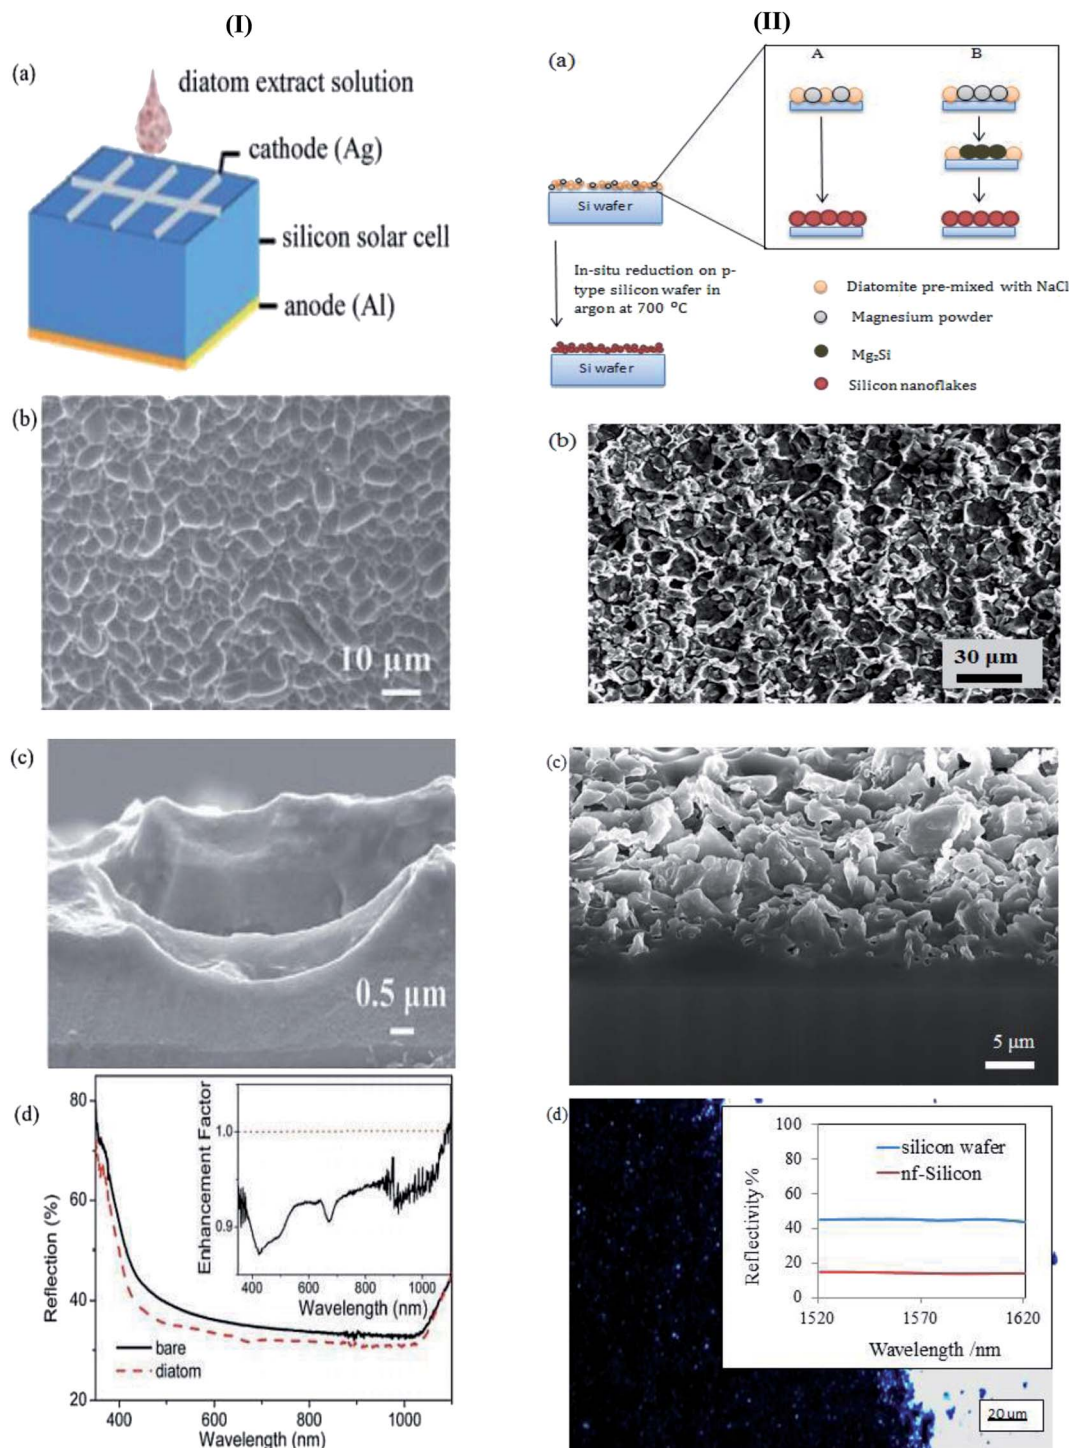 (I)
(a)
diatom extract solution
cathode (Ag)
silicon solar cell
anode (Al)
(b)
10 μm
(c)
0.5 μm
(d)
80
60
40
20
Reflection (%)
400
600
800
1000
Wavelength (nm)
bare
diatom
Enhancement Factor
1.0
0.9
400
600
800
1000
Wavelength (nm)
(II)
(a)
A
B
Si wafer
In-situ reduction on p-
type silicon wafer in
argon at 700 °C
Si wafer
Diatomite pre-mixed with NaCl
Magnesium powder
Mg₂Si
Silicon nanoflakes
(b)
30 μm
(c)
5 μm
(d)
100
80
60
40
20
0
Reflectivity %
silicon wafer
nf-Silicon
1520
1570
1620
Wavelength /nm
20 um